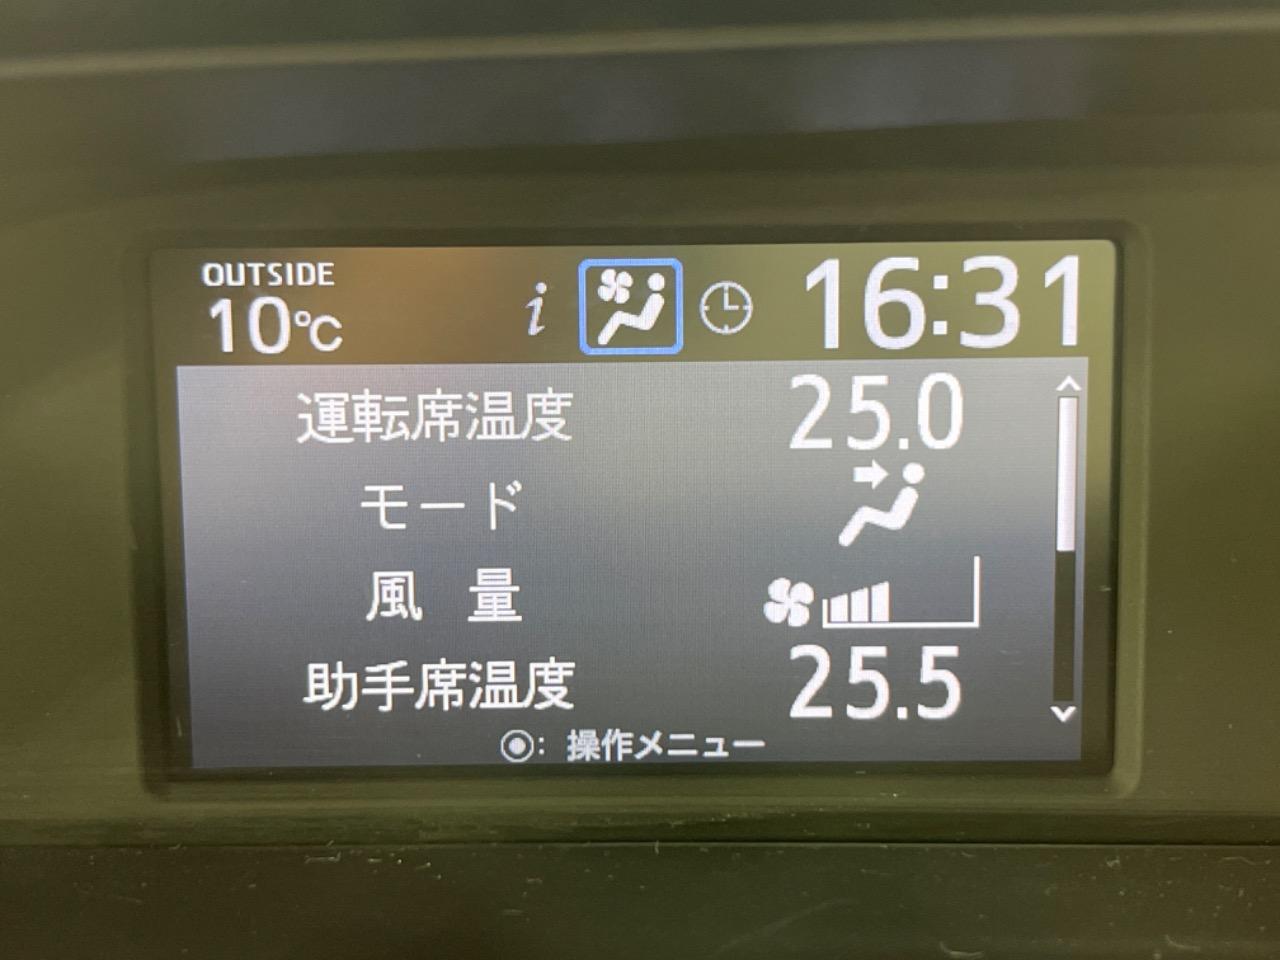 OUTSIDE
10℃ i 16:31
運転席温度 25.0
モード
風 量
助手席温度 25.5
◉: 操作メニュー